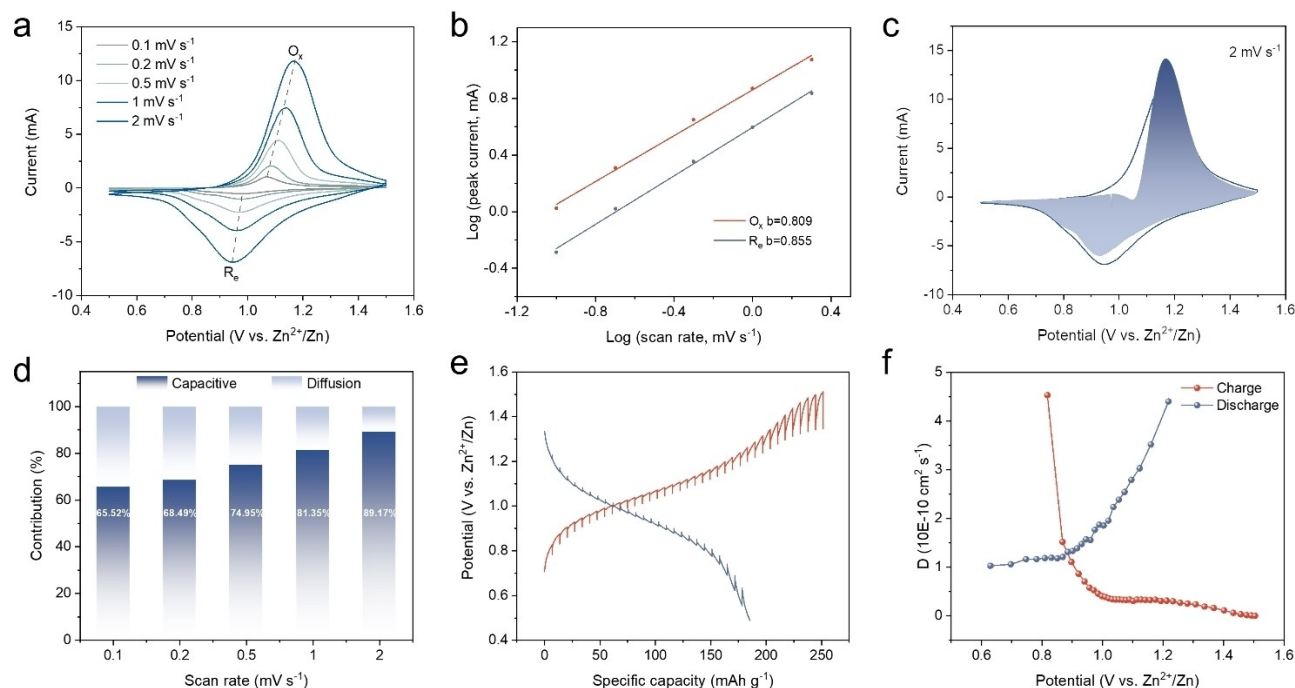 a
0.1 mV s⁻¹
0.2 mV s⁻¹
0.5 mV s⁻¹
1 mV s⁻¹
2 mV s⁻¹
Oₓ
Rₑ
Current (mA)
15
10
5
0
-5
-10
0.4 0.6 0.8 1.0 1.2 1.4 1.6
Potential (V vs. Zn²⁺/Zn)
b
Log (peak current, mA)
1.2
0.8
0.4
0.0
-0.4
Oₓ b=0.809
Rₑ b=0.855
-1.2 -0.8 -0.4 0.0 0.4
Log (scan rate, mV s⁻¹)
c
2 mV s⁻¹
Current (mA)
15
10
5
0
-5
-10
0.4 0.6 0.8 1.0 1.2 1.4 1.6
Potential (V vs. Zn²⁺/Zn)
d
Capacitive Diffusion
Contribution (%)
100
80
60
40
20
0
65.52% 68.49% 74.95% 81.35% 89.17%
0.1 0.2 0.5 1 2
Scan rate (mV s⁻¹)
e
Potential (V vs. Zn²⁺/Zn)
1.6
1.4
1.2
1.0
0.8
0.6
0.4
0 50 100 150 200 250
Specific capacity (mAh g⁻¹)
f
Charge
Discharge
D (10E-10 cm² s⁻¹)
5
4
3
2
1
0
0.6 0.8 1.0 1.2 1.4 1.6
Potential (V vs. Zn²⁺/Zn)